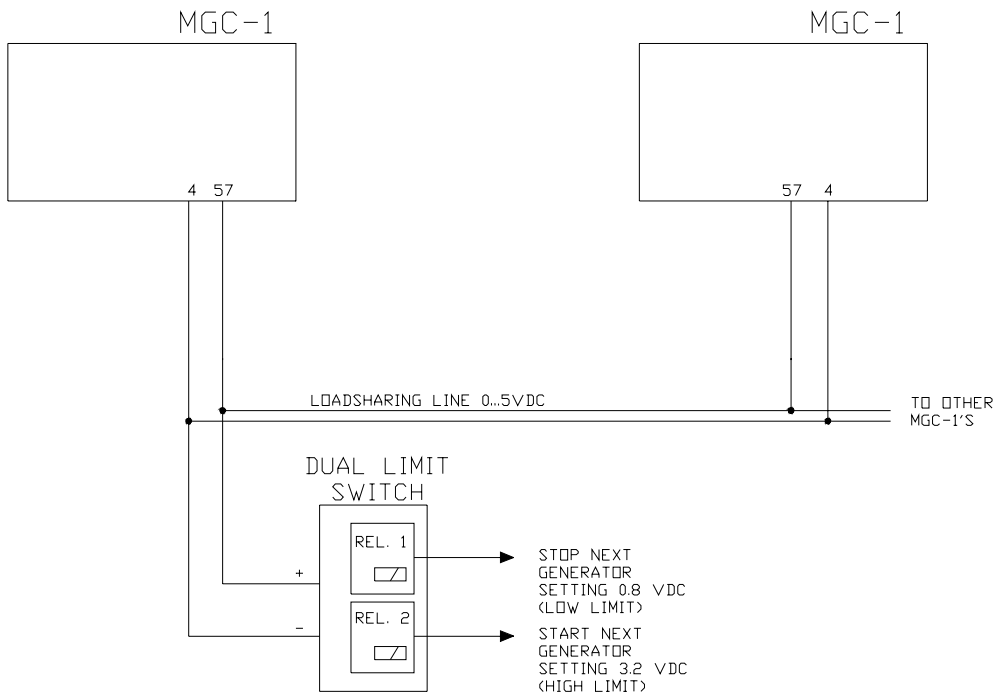 MGC-1
MGC-1
4 57
57 4
LOADSHARING LINE 0...5VDC
TO OTHER
MGC-1'S
DUAL LIMIT
SWITCH
REL. 1
+
STOP NEXT
GENERATOR
SETTING 0.8 VDC
(LOW LIMIT)
REL. 2
-
START NEXT
GENERATOR
SETTING 3.2 VDC
(HIGH LIMIT)